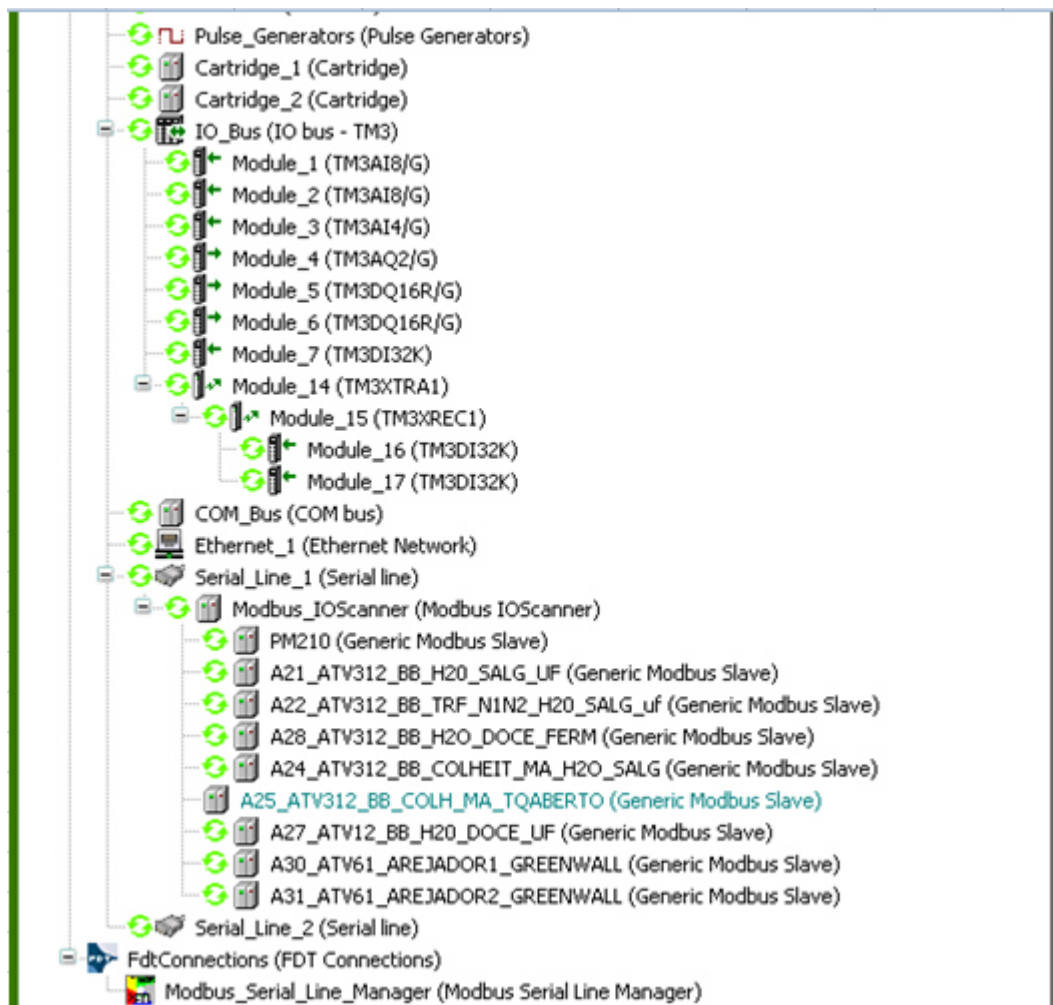 Pulse_Generators (Pulse Generators)
Cartridge_1 (Cartridge)
Cartridge_2 (Cartridge)
IO_Bus (IO bus - TM3)
Module_1 (TM3AI8/G)
Module_2 (TM3AI8/G)
Module_3 (TM3AI4/G)
Module_4 (TM3AQ2/G)
Module_5 (TM3DQ16R/G)
Module_6 (TM3DQ16R/G)
Module_7 (TM3DI32K)
Module_14 (TM3XTRA1)
Module_15 (TM3XREC1)
Module_16 (TM3DI32K)
Module_17 (TM3DI32K)
COM_Bus (COM bus)
Ethernet_1 (Ethernet Network)
Serial_Line_1 (Serial line)
Modbus_IOScanner (Modbus IOScanner)
PM210 (Generic Modbus Slave)
A21_ATV312_BB_H20_SALG_UF (Generic Modbus Slave)
A22_ATV312_BB_TRF_N1N2_H20_SALG_uf (Generic Modbus Slave)
A28_ATV312_BB_H2O_DOCE_FERM (Generic Modbus Slave)
A24_ATV312_BB_COLHEIT_MA_H2O_SALG (Generic Modbus Slave)
A25_ATV312_BB_COLH_MA_TQABERTO (Generic Modbus Slave)
A27_ATV12_BB_H20_DOCE_UF (Generic Modbus Slave)
A30_ATV61_AREJADOR1_GREENWALL (Generic Modbus Slave)
A31_ATV61_AREJADOR2_GREENWALL (Generic Modbus Slave)
Serial_Line_2 (Serial line)
FdtConnections (FDT Connections)
Modbus_Serial_Line_Manager (Modbus Serial Line Manager)